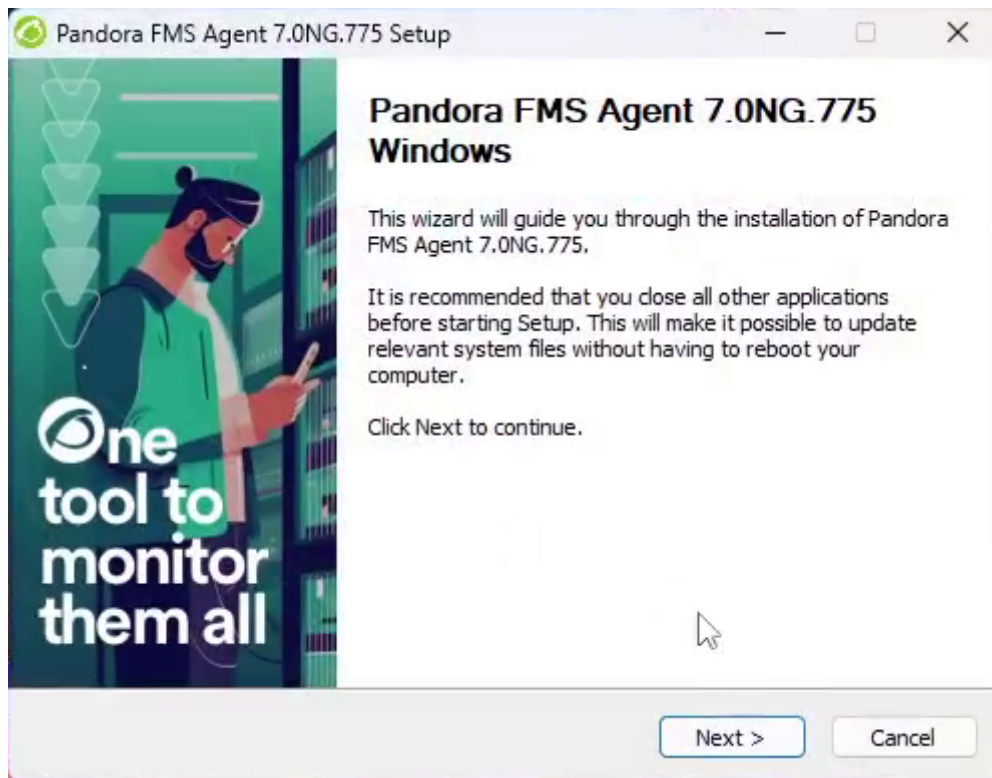 Pandora FMS Agent 7.0NG.775 Setup
Pandora FMS Agent 7.0NG.775
Windows
This wizard will guide you through the installation of Pandora
FMS Agent 7.0NG.775.
It is recommended that you close all other applications
before starting Setup. This will make it possible to update
relevant system files without having to reboot your
computer.
Click Next to continue.
One
tool to
monitor
them all
Next >
Cancel